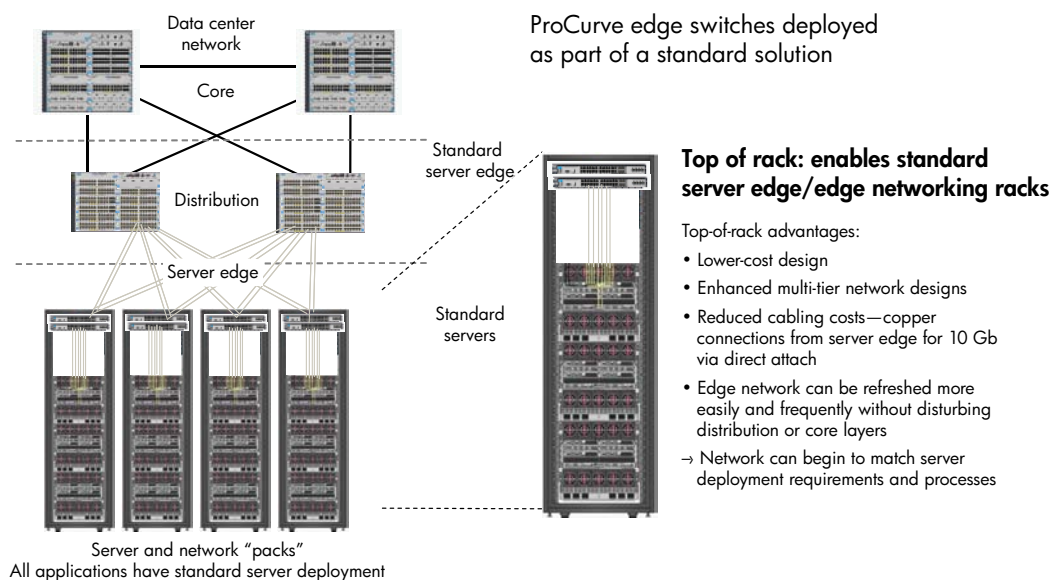 Data center
network
Core
Distribution
Server edge
Server and network “packs”
All applications have standard server deployment
Standard
server edge
Standard
servers
ProCurve edge switches deployed
as part of a standard solution
Top of rack: enables standard
server edge/edge networking racks
Top-of-rack advantages:
• Lower-cost design
• Enhanced multi-tier network designs
• Reduced cabling costs—copper
connections from server edge for 10 Gb
via direct attach
• Edge network can be refreshed more
easily and frequently without disturbing
distribution or core layers
→ Network can begin to match server
deployment requirements and processes